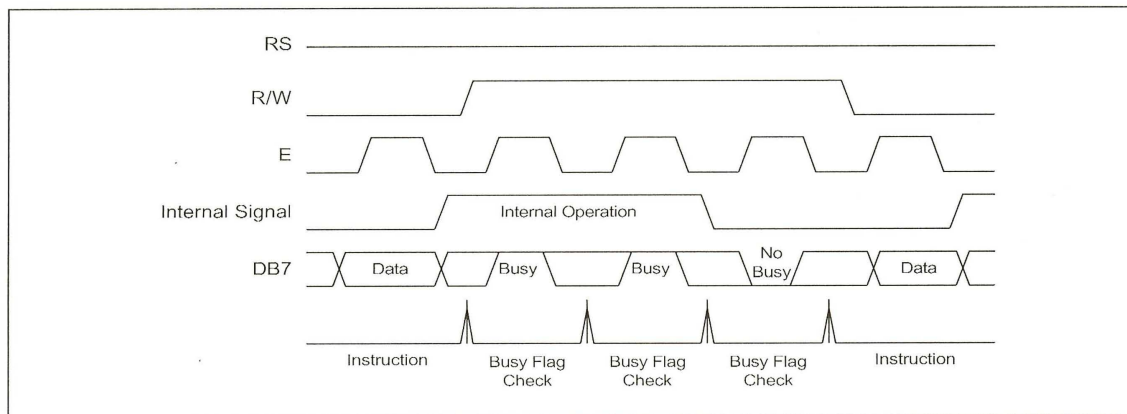 RS
R/W
E
Internal Signal
Internal Operation
DB7
Data
Busy
Busy
No
Busy
Data
Instruction
Busy Flag
Check
Busy Flag
Check
Busy Flag
Check
Instruction